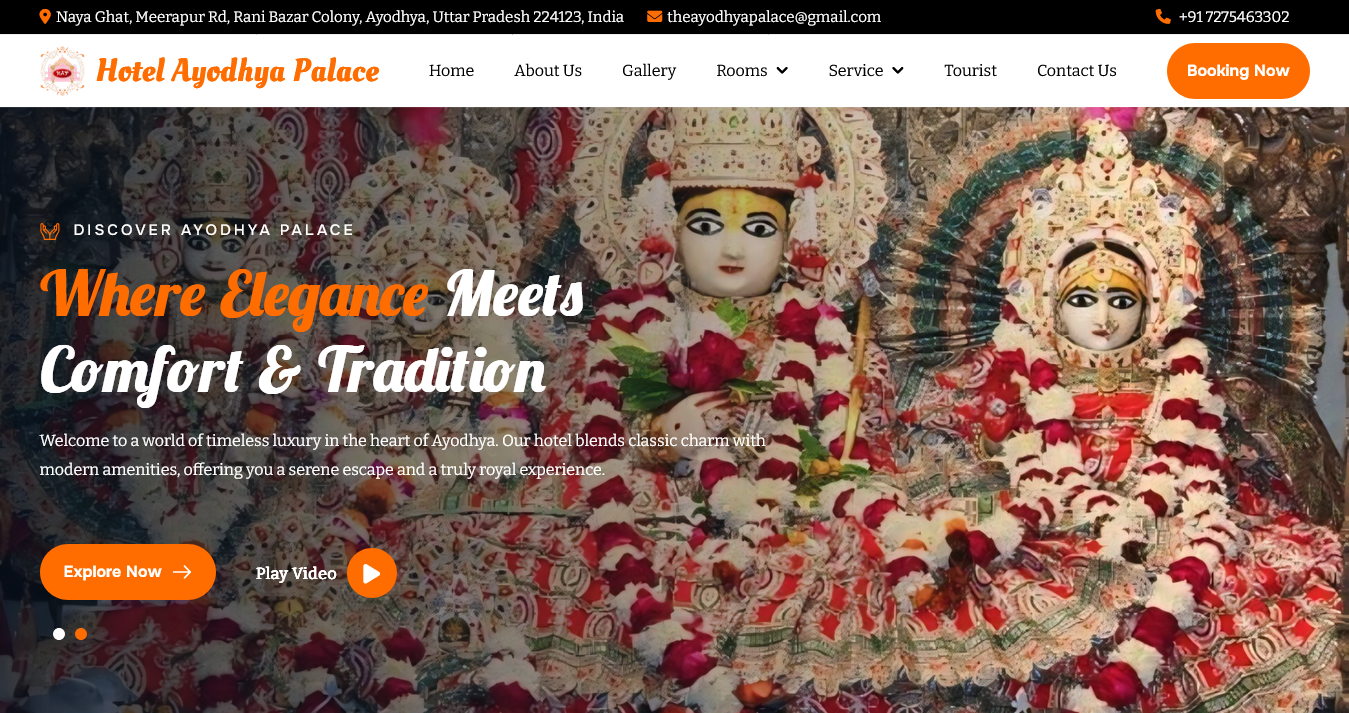 Naya Ghat, Meerapur Rd, Rani Bazar Colony, Ayodhya, Uttar Pradesh 224123, India theayodhyapalace@gmail.com +91 7275463302
HAP Hotel Ayodhya Palace Home About Us Gallery Rooms Service Tourist Contact Us Booking Now
DISCOVER AYODHYA PALACE
Where Elegance Meets
Comfort & Tradition
Welcome to a world of timeless luxury in the heart of Ayodhya. Our hotel blends classic charm with
modern amenities, offering you a serene escape and a truly royal experience.
Explore Now Play Video